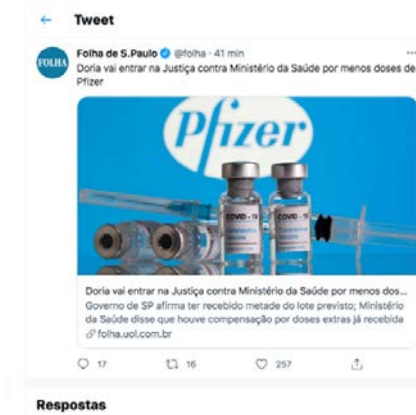 Tweet
FOLHA
Folha de S.Paulo @folha · 41 min
Doria vai entrar na Justiça contra Ministério da Saúde por menos doses de
Pfizer
Pfizer
COVID-19
COVID-19
Doria vai entrar na Justiça contra Ministério da Saúde por menos dos...
Governo de SP afirma ter recebido metade do lote previsto; Ministério
da Saúde disse que houve compensação por doses extras já recebida
folha.uol.com.br
17 16 257
Respostas